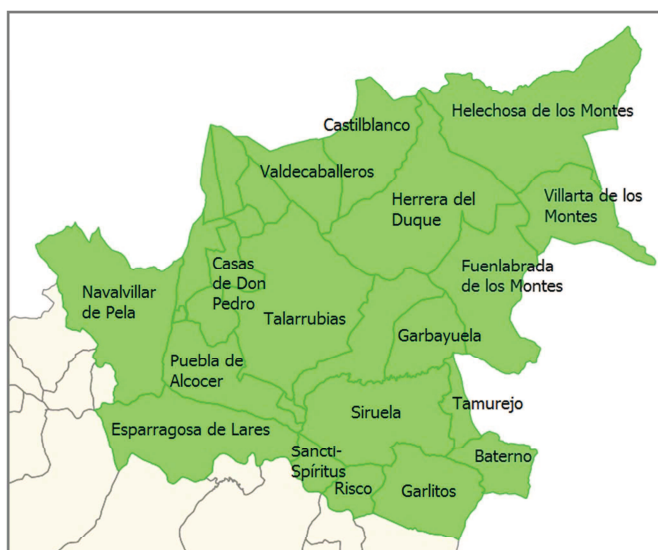 Helechosa de los Montes
Castilblanco
Valdecaballeros
Herrera del
Duque
Villarta de los
Montes
Casas
de Don
Pedro
Fuenlabrada
de los Montes
Navalvillar
de Pela
Talarrubias
Garbayuela
Puebla de
Alcocer
Siruela
Tamurejo
Esparragosa de Lares
Sancti-
Spíritus
Baterno
Risco
Garlitos